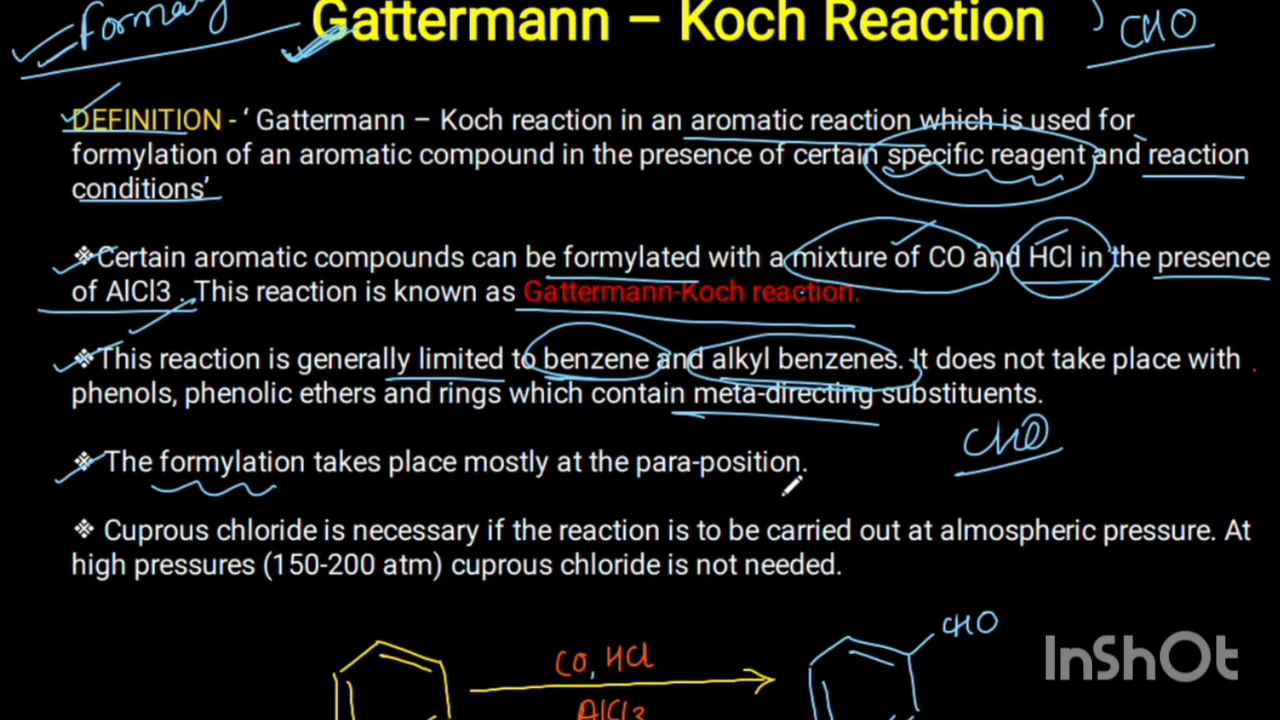 Formary
Gattermann – Koch Reaction
CHO
DEFINITION - ‘ Gattermann – Koch reaction in an aromatic reaction which is used for
formylation of an aromatic compound in the presence of certain specific reagent and reaction
conditions’
❖Certain aromatic compounds can be formylated with a mixture of CO and HCl in the presence
of AlCl3 . This reaction is known as Gattermann-Koch reaction.
❖This reaction is generally limited to benzene and alkyl benzenes. It does not take place with
phenols, phenolic ethers and rings which contain meta-directing substituents.
CHO
❖ The formylation takes place mostly at the para-position.
❖ Cuprous chloride is necessary if the reaction is to be carried out at almospheric pressure. At
high pressures (150-200 atm) cuprous chloride is not needed.
CO, HCl
CHO
AlCl3
InShOt